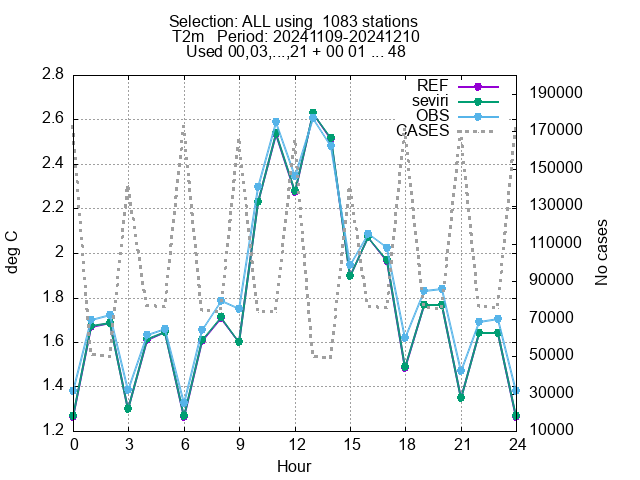 Selection: ALL using  1083 stations
T2m   Period: 20241109-20241210
Used 00,03,...,21 + 00 01 ... 48
2.8
2.6
2.4
2.2
2
1.8
1.6
1.4
1.2
deg C
REF
seviri
OBS
CASES
190000
170000
150000
130000
110000
90000
70000
50000
30000
10000
No cases
0 3 6 9 12 15 18 21 24
Hour